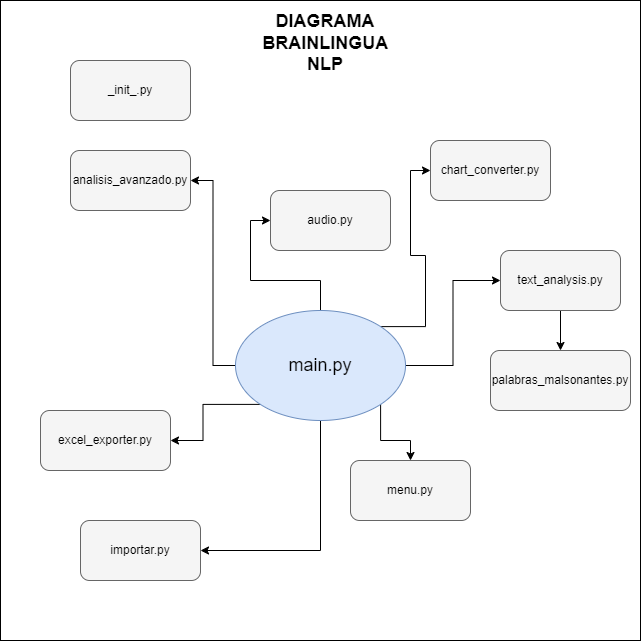 DIAGRAMA
BRAINLINGUA
NLP
_init_.py
chart_converter.py
analisis_avanzado.py
audio.py
text_analysis.py
main.py
palabras_malsonantes.py
excel_exporter.py
menu.py
importar.py